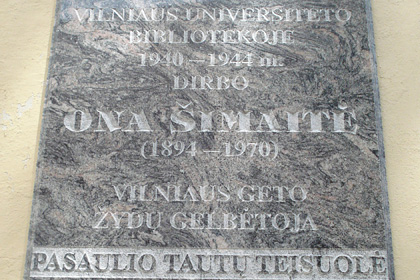 VILNIAUS UNIVERSITETO
BIBLIOTEKOJE
1940—1944 m.
DIRBO
ONA ŠIMAITĖ
(1894—1970)
VILNIAUS GETO
ŽYDŲ GELBĖTOJA
PASAULIO TAUTŲ TEISUOLĖ